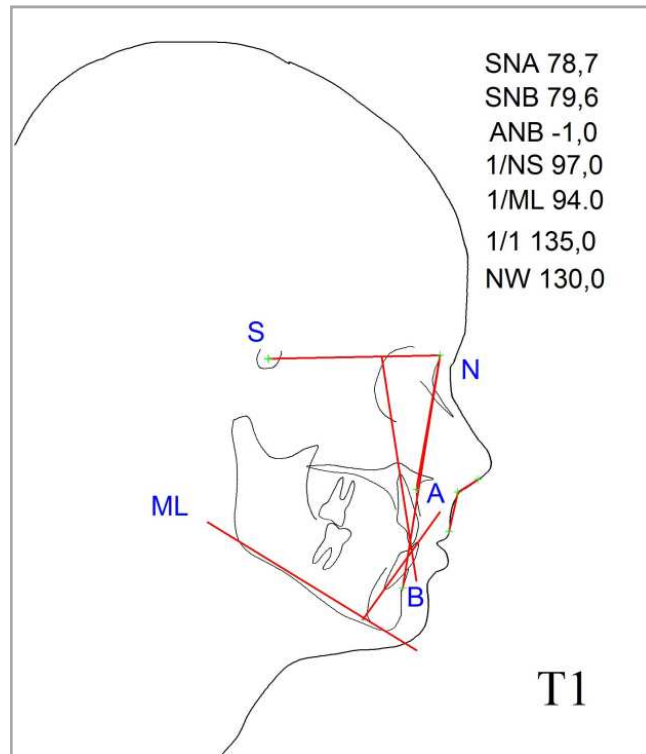 SNA 78,7
SNB 79,6
ANB -1,0
1/NS 97,0
1/ML 94.0
1/1 135,0
NW 130,0
S
N
A
ML
B
T1